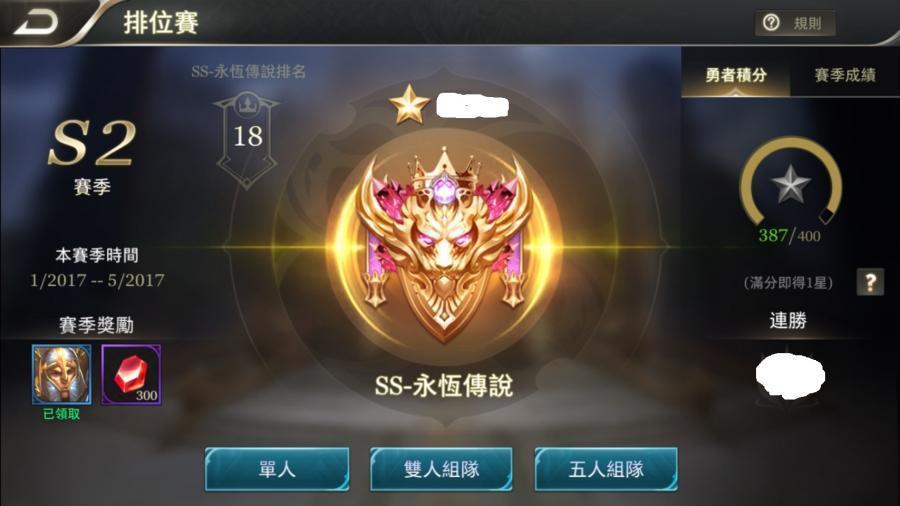 排位賽
? 規則
SS-永恆傳說排名
18
S2
賽季
本賽季時間
1/2017 -- 5/2017
賽季獎勵
300
已領取
SS-永恆傳說
單人
雙人組隊
五人組隊
勇者積分
賽季成績
387/400
(滿分即得1星)
?
連勝